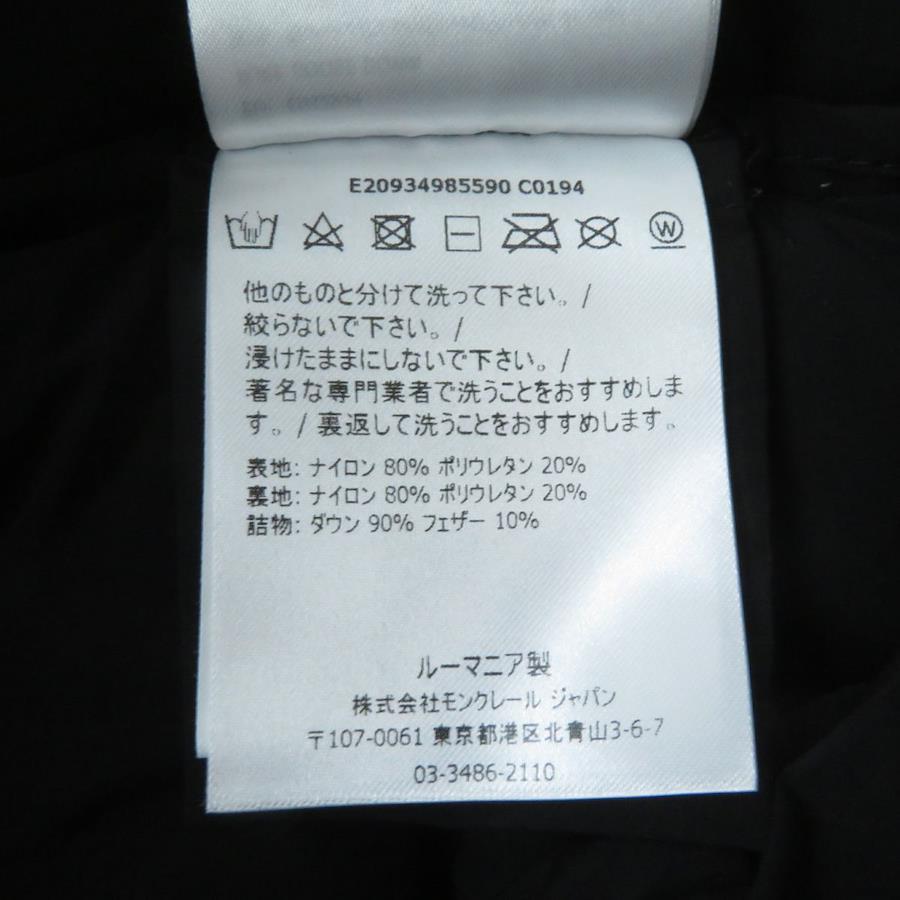 E20934985590 C0194
W
他のものと分けて洗って下さい。/
絞らないで下さい。/
浸けたままにしないで下さい。/
著名な専門業者で洗うことをおすすめしま
す。/ 裏返して洗うことをおすすめします。
表地: ナイロン 80% ポリウレタン 20%
裏地: ナイロン 80% ポリウレタン 20%
詰物: ダウン 90% フェザー 10%
ルーマニア製
株式会社モンクレール ジャパン
〒107-0061 東京都港区北青山3-6-7
03-3486-2110